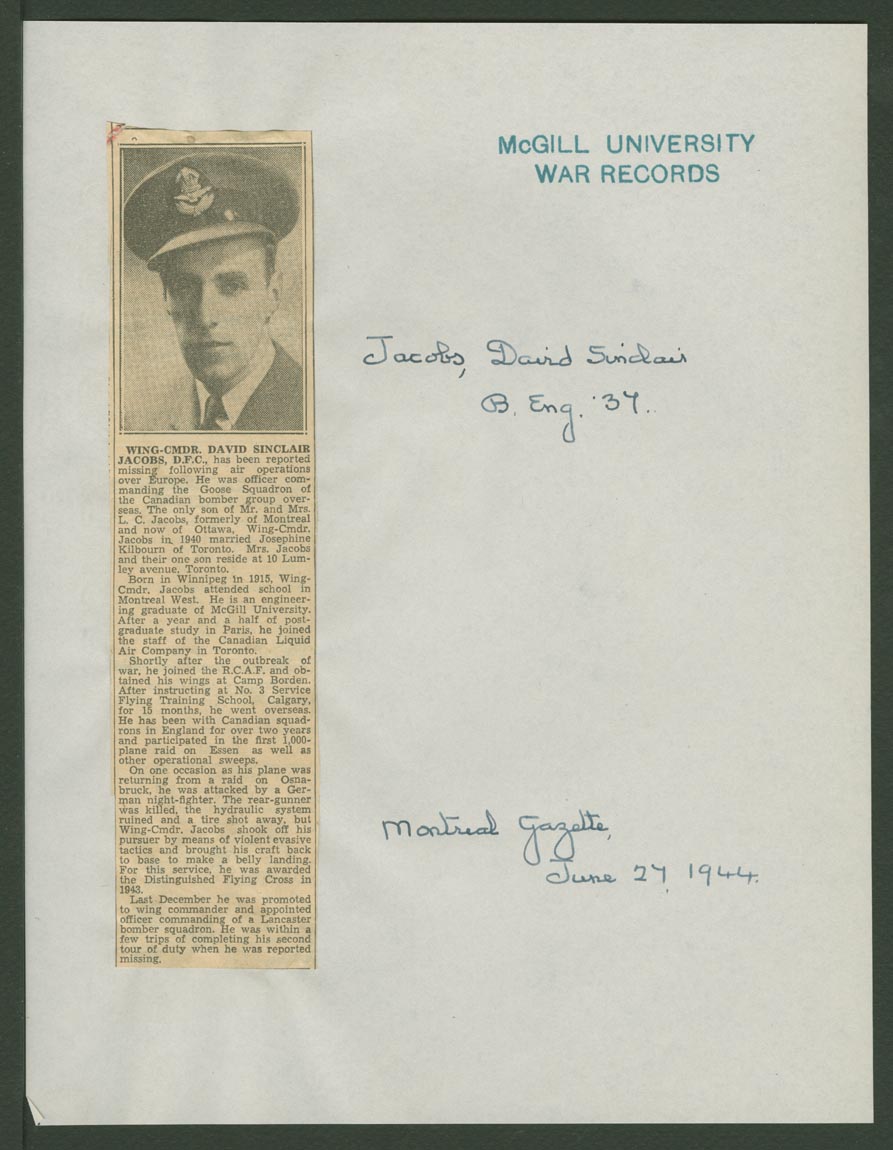 McGILL UNIVERSITY
WAR RECORDS
Jacobs, David Sinclair
B. Eng. '37.
WING-CMDR. DAVID SINCLAIR
JACOBS, D.F.C., has been reported
missing following air operations
over Europe. He was officer com-
manding the Goose Squadron of
the Canadian bomber group over-
seas. The only son of Mr. and Mrs.
L. C. Jacobs, formerly of Montreal
and now of Ottawa, Wing-Cmdr.
Jacobs in 1940 married Josephine
Kilbourn of Toronto. Mrs. Jacobs
and their one son reside at 10 Lum-
ley avenue, Toronto.
Born in Winnipeg in 1915, Wing-
Cmdr. Jacobs attended school in
Montreal West. He is an engineer-
ing graduate of McGill University.
After a year and a half of post-
graduate study in Paris, he joined
the staff of the Canadian Liquid
Air Company in Toronto.
Shortly after the outbreak of
war, he joined the R.C.A.F. and ob-
tained his wings at Camp Borden.
After instructing at No. 3 Service
Flying Training School, Calgary,
for 15 months, he went overseas.
He has been with Canadian squad-
rons in England for over two years
and participated in the first 1,000-
plane raid on Essen as well as
other operational sweeps.
On one occasion as his plane was
returning from a raid on Osna-
bruck, he was attacked by a Ger-
man night-fighter. The rear-gunner
was killed, the hydraulic system
ruined and a tire shot away, but
Wing-Cmdr. Jacobs shook off his
pursuer by means of violent evasive
tactics and brought his craft back
to base to make a belly landing.
For this service, he was awarded
the Distinguished Flying Cross in
1943.
Last December he was promoted
to wing commander and appointed
officer commanding of a Lancaster
bomber squadron. He was within a
few trips of completing his second
tour of duty when he was reported
missing.
Montreal Gazette,
June 27, 1944.